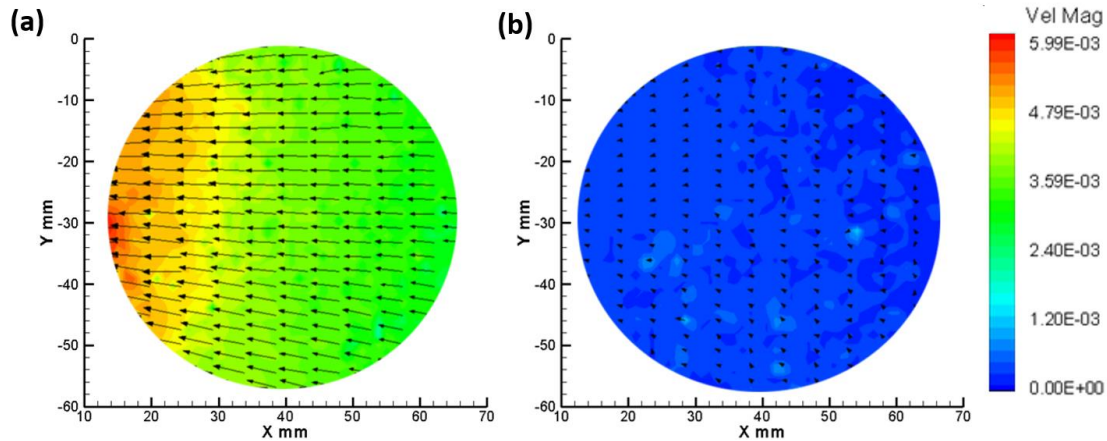 (a)
(b)
Vel Mag
5.99E-03
4.79E-03
3.59E-03
2.40E-03
1.20E-03
0.00E+00
0
-10
-20
-30
-40
-50
-60
Y mm
10 20 30 40 50 60 70
X mm
0
-10
-20
-30
-40
-50
-60
Y mm
10 20 30 40 50 60 70
X mm